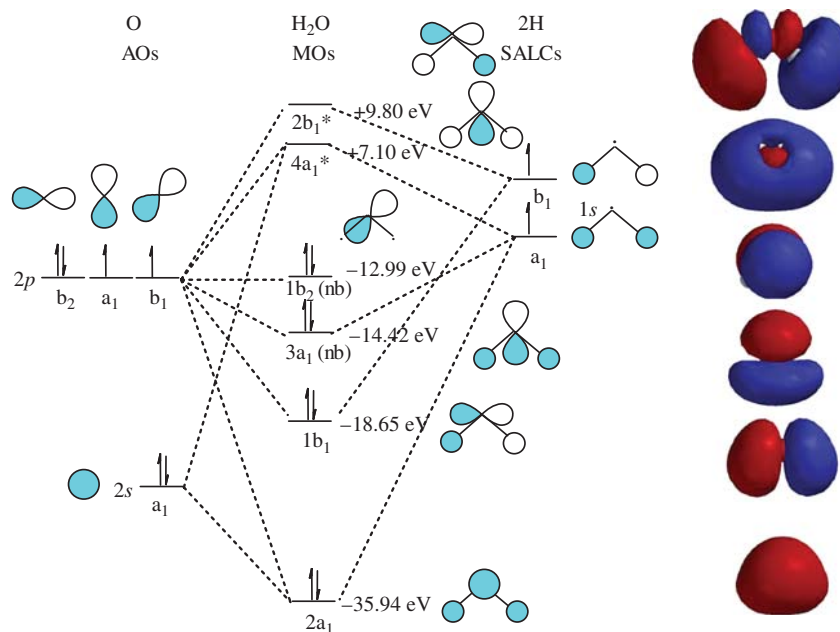 O H₂O 2H
AOs MOs SALCs
+9.80 eV
2b₁*
+7.10 eV
4a₁*
b₁
1s
a₁
2p
b₂ a₁ b₁
−12.99 eV
1b₂ (nb)
−14.42 eV
3a₁ (nb)
−18.65 eV
1b₁
2s
a₁
−35.94 eV
2a₁